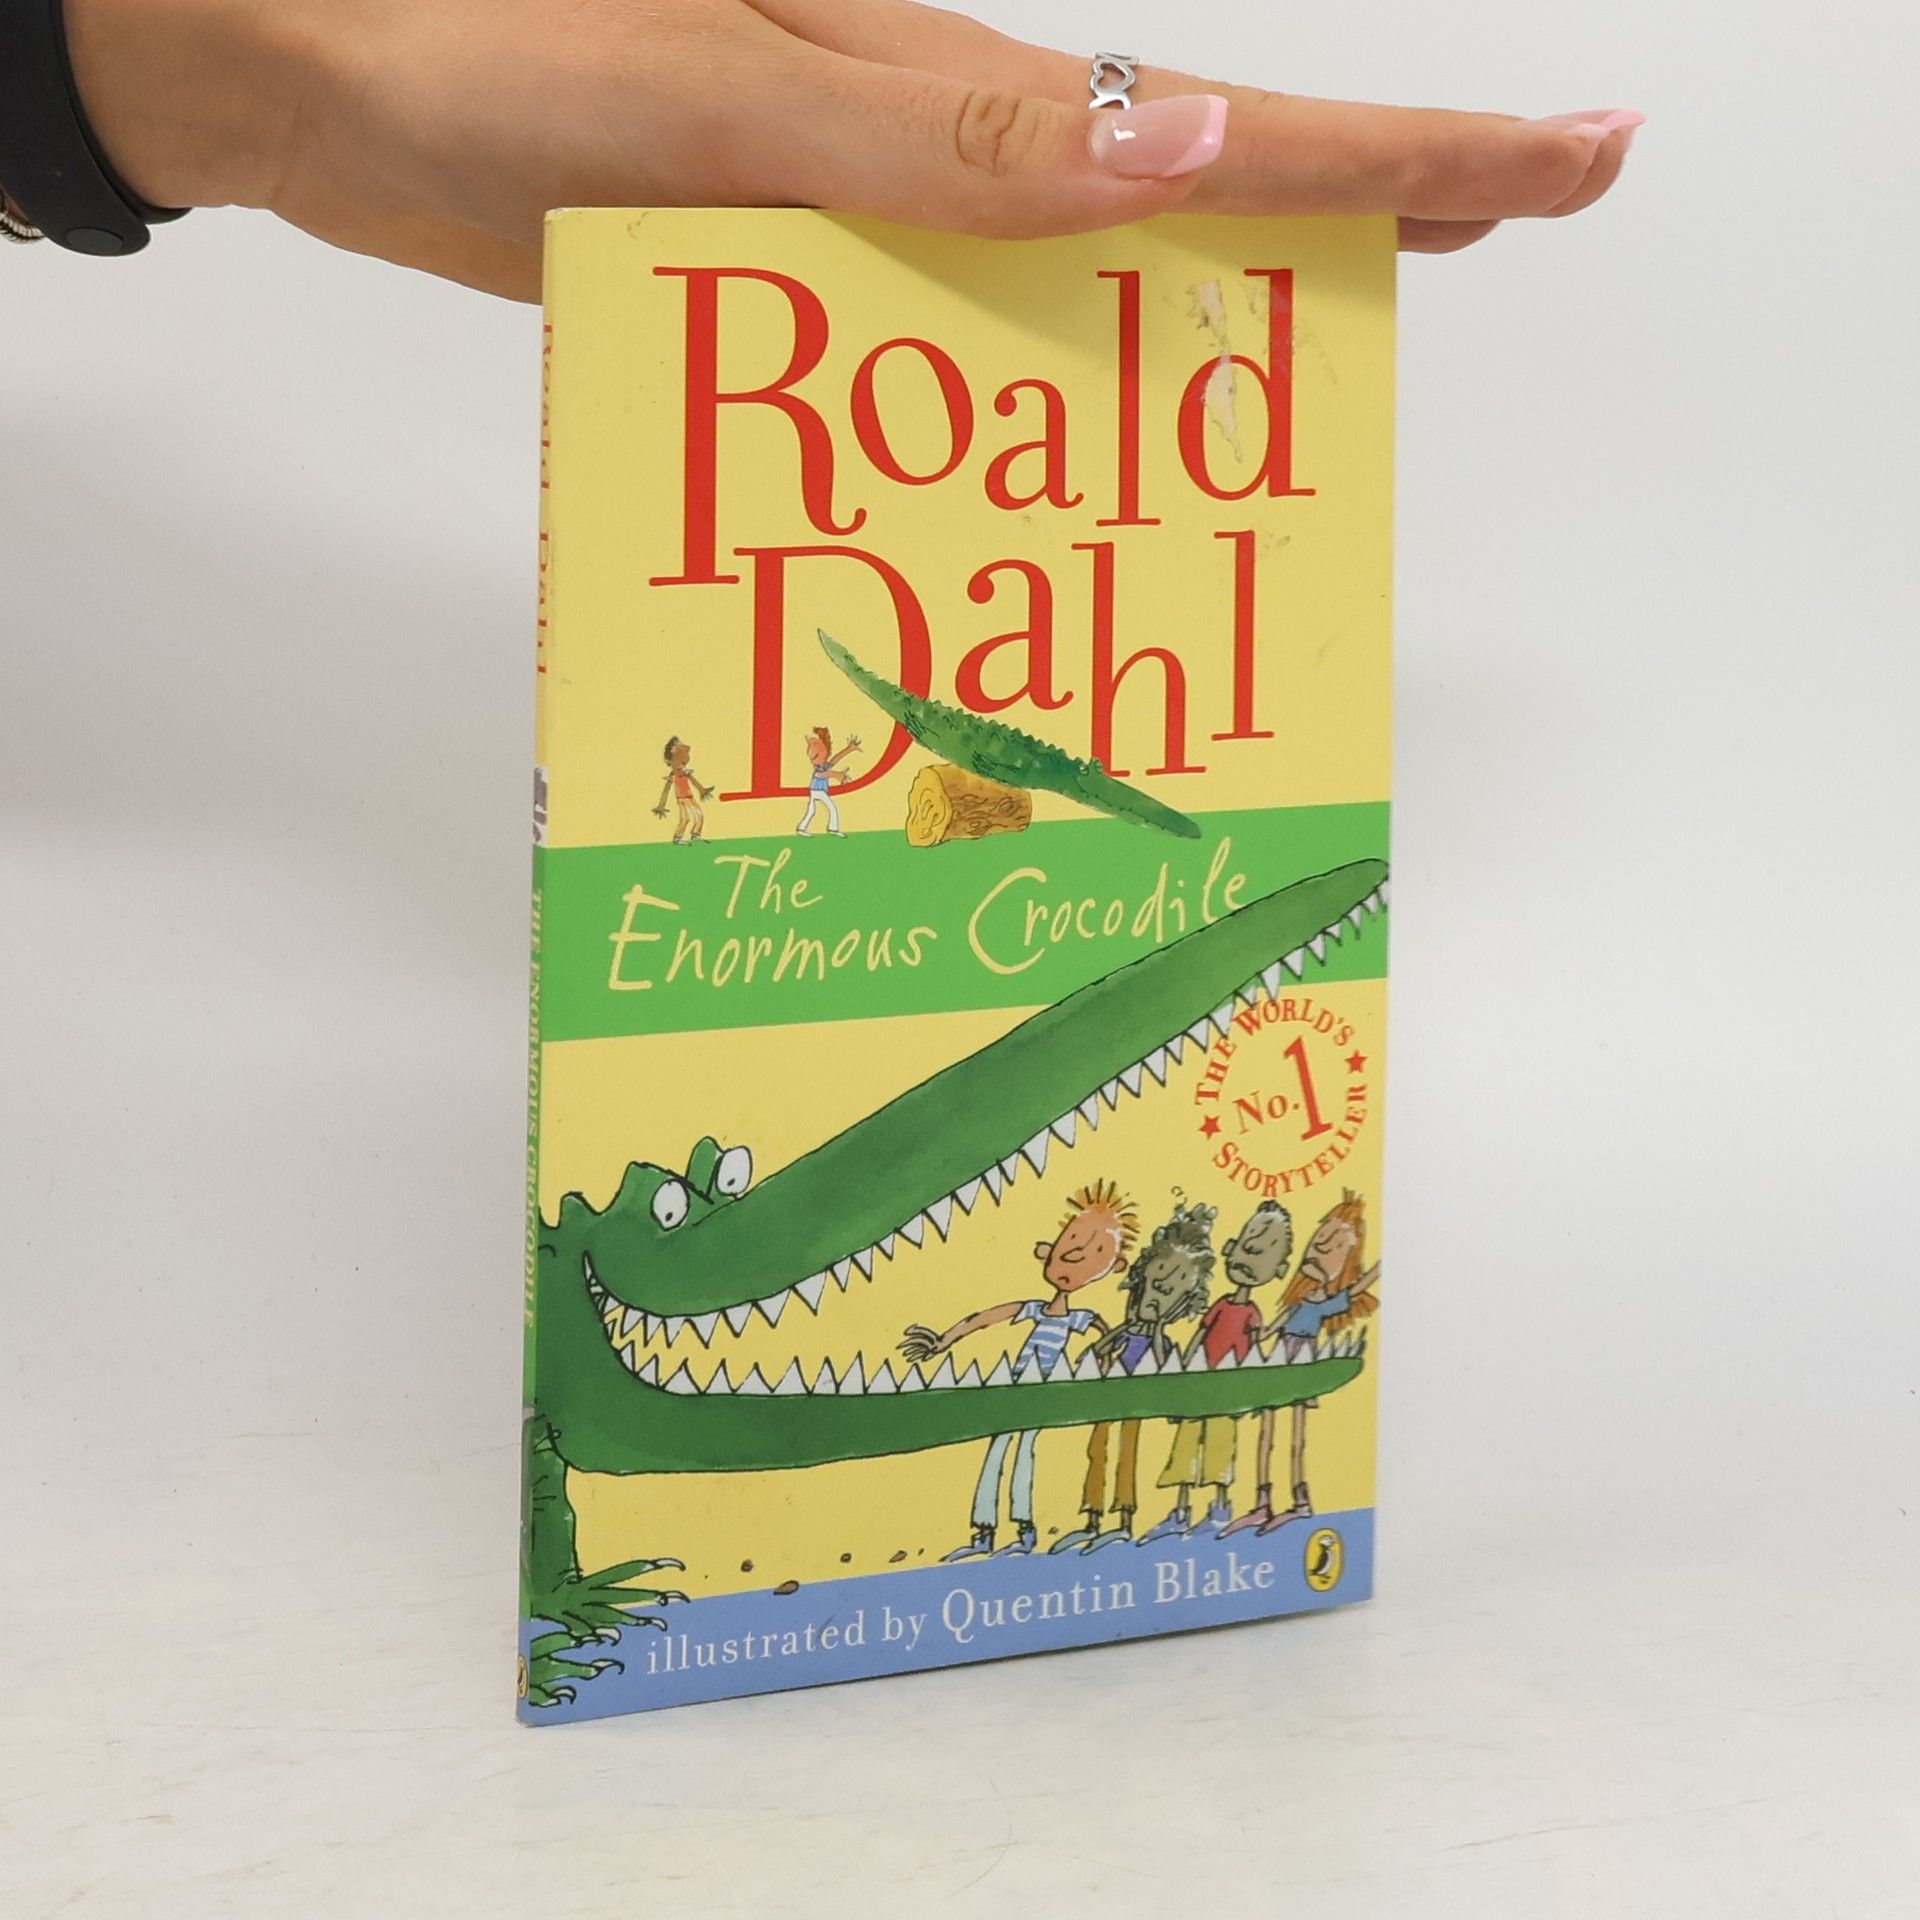 Roald
Dahl
The
Enormous Crocodile
THE WORLD'S
No.1
STORYTELLER
illustrated by Quentin Blake
Roald Dahl
THE ENORMOUS CROCODILE